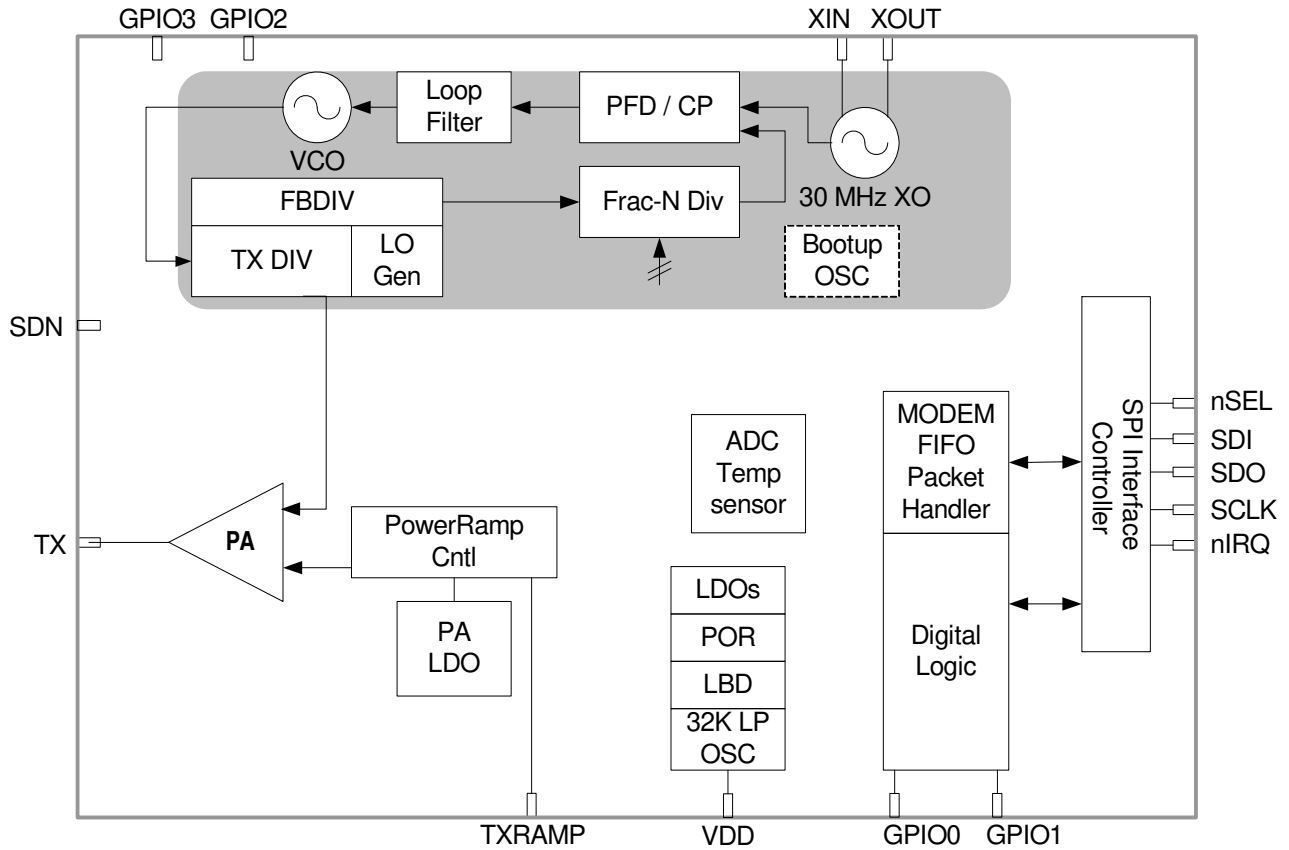 GPIO3 GPIO2
XIN XOUT
Loop
Filter
PFD / CP
VCO
30 MHz XO
FBDIV
Frac-N Div
TX DIV
LO
Gen
Bootup
OSC
SDN
nSEL
SDI
SDO
SCLK
nIRQ
SPI Interface
Controller
MODEM
FIFO
Packet
Handler
ADC
Temp
sensor
TX
PA
PowerRamp
Cntl
PA
LDO
LDOs
POR
LBD
32K LP
OSC
Digital
Logic
TXRAMP
VDD
GPIO0
GPIO1